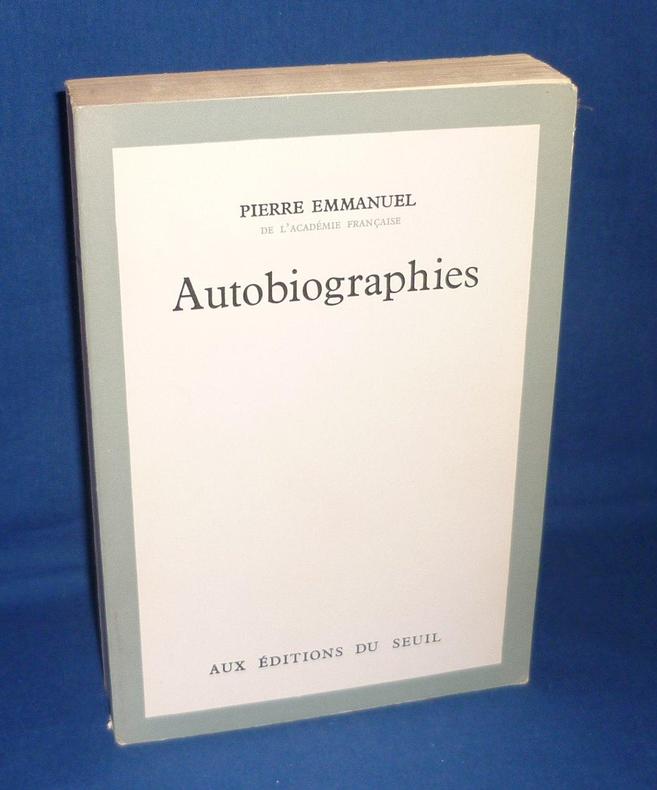 PIERRE EMMANUEL
DE L'ACADÉMIE FRANÇAISE
Autobiographies
AUX ÉDITIONS DU SEUIL